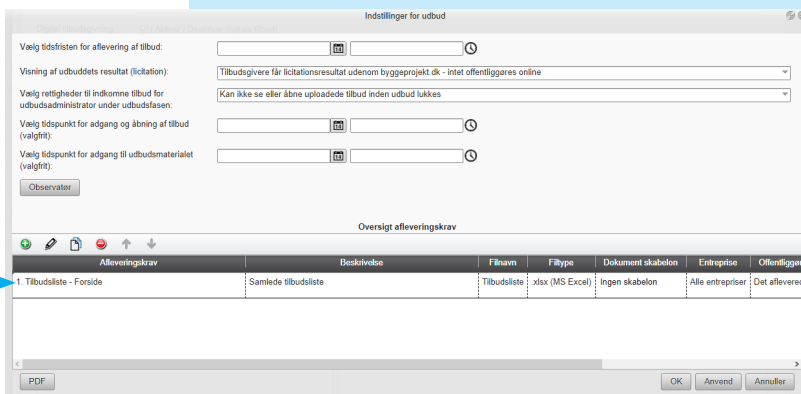 Indstillinger for udbud
Vælg tidsfristen for aflevering af tilbud:
Visning af udbuddets resultat (licitation):
Tilbudsgivere får licitationsresultat udenom byggeprojekt.dk - intet offentliggøres online
Vælg rettigheder til indkomne tilbud for
udbudsadministrator under udbudsfasen:
Kan ikke se eller åbne uploadede tilbud inden udbud lukkes
Vælg tidspunkt for adgang og åbning af tilbud
(valgfrit):
Vælg tidspunkt for adgang til udbudsmaterialet
(valgfrit):
Observatør
Oversigt afleveringskrav
Afleveringskrav Beskrivelse Filnavn Filtype Dokument skabelon Entreprise Offentliggør
1. Tilbudsliste - Forside Samlede tilbudsliste Tilbudsliste .xlsx (MS Excel) Ingen skabelon Alle entrepriser Det aflevered
PDF OK Anvend Annuller